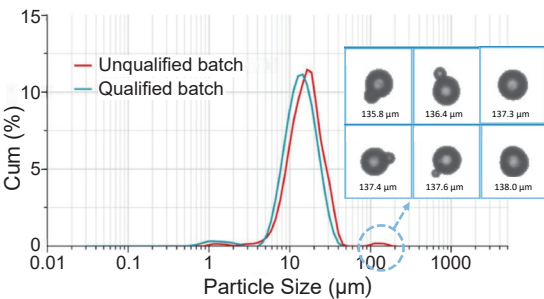 15
10
5
0
Cum (%)
Unqualified batch
Qualified batch
135.8 µm
136.4 µm
137.3 µm
137.4 µm
137.6 µm
138.0 µm
0.01
0.1
1
10
100
1000
Particle Size (µm)